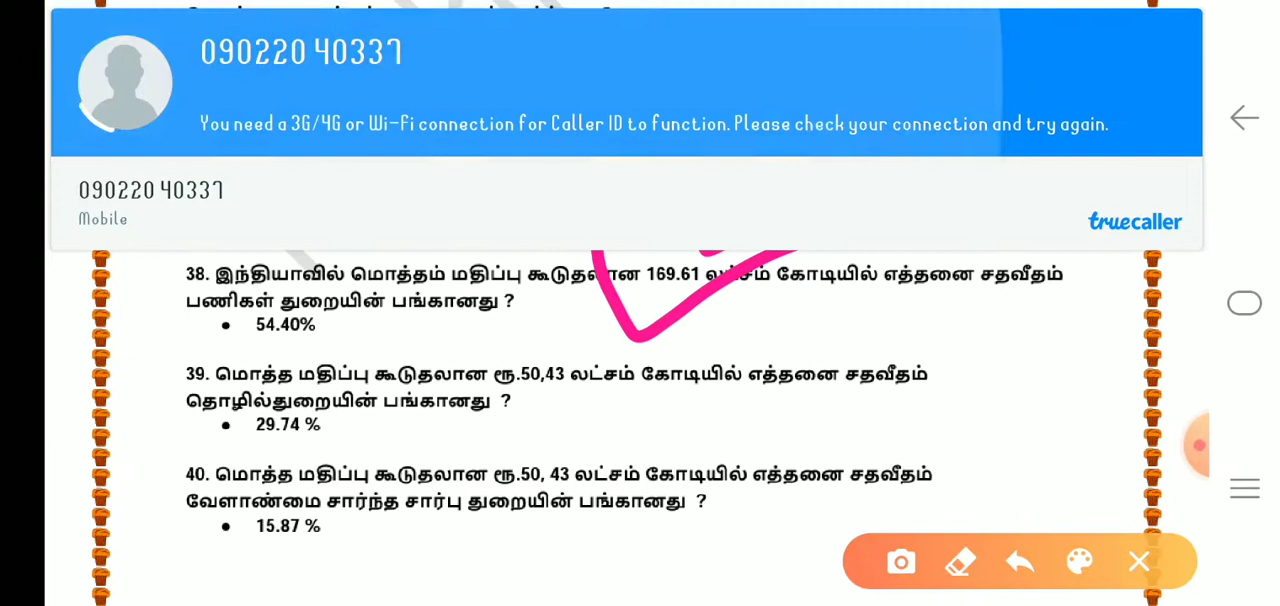 090220 40337
You need a 3G/4G or Wi-Fi connection for Caller ID to function. Please check your connection and try again.
090220 40337
Mobile
truecaller
38. இந்தியாவில் மொத்தம் மதிப்பு கூடுதலான 169.61 லட்சம் கோடியில் எத்தனை சதவீதம்
பணிகள் துறையின் பங்கானது ?
• 54.40%
39. மொத்த மதிப்பு கூடுதலான ரூ.50,43 லட்சம் கோடியில் எத்தனை சதவீதம்
தொழில்துறையின் பங்கானது ?
• 29.74 %
40. மொத்த மதிப்பு கூடுதலான ரூ.50, 43 லட்சம் கோடியில் எத்தனை சதவீதம்
வேளாண்மை சார்ந்த சார்பு துறையின் பங்கானது ?
• 15.87 %